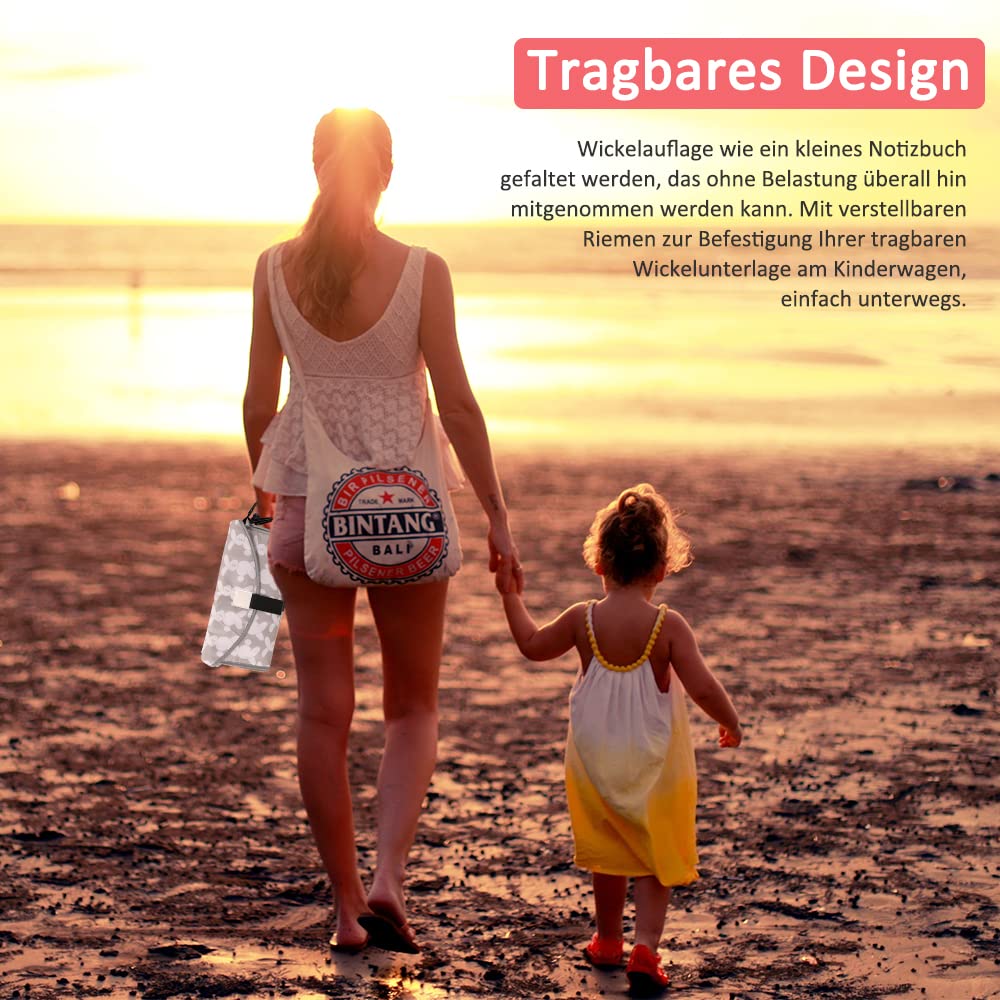 Tragbares Design
Wickelauflage wie ein kleines Notizbuch
gefaltet werden, das ohne Belastung überall hin
mitgenommen werden kann. Mit verstellbaren
Riemen zur Befestigung Ihrer tragbaren
Wickelunterlage am Kinderwagen,
einfach unterwegs.
BIR PILSENER
TRADE MARK
BINTANG
BALI
PILSENER BEER